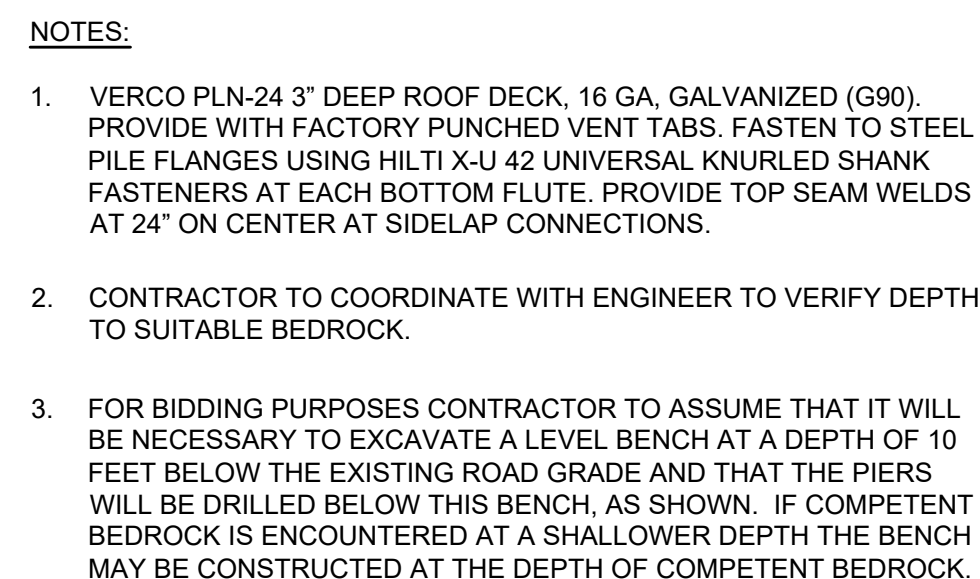 NOTES:
1. VERCO PLN-24 3” DEEP ROOF DECK, 16 GA, GALVANIZED (G90).
PROVIDE WITH FACTORY PUNCHED VENT TABS. FASTEN TO STEEL
PILE FLANGES USING HILTI X-U 42 UNIVERSAL KNURLED SHANK
FASTENERS AT EACH BOTTOM FLUTE. PROVIDE TOP SEAM WELDS
AT 24” ON CENTER AT SIDELAP CONNECTIONS.
2. CONTRACTOR TO COORDINATE WITH ENGINEER TO VERIFY DEPTH
TO SUITABLE BEDROCK.
3. FOR BIDDING PURPOSES CONTRACTOR TO ASSUME THAT IT WILL
BE NECESSARY TO EXCAVATE A LEVEL BENCH AT A DEPTH OF 10
FEET BELOW THE EXISTING ROAD GRADE AND THAT THE PIERS
WILL BE DRILLED BELOW THIS BENCH, AS SHOWN. IF COMPETENT
BEDROCK IS ENCOUNTERED AT A SHALLOWER DEPTH THE BENCH
MAY BE CONSTRUCTED AT THE DEPTH OF COMPETENT BEDROCK.